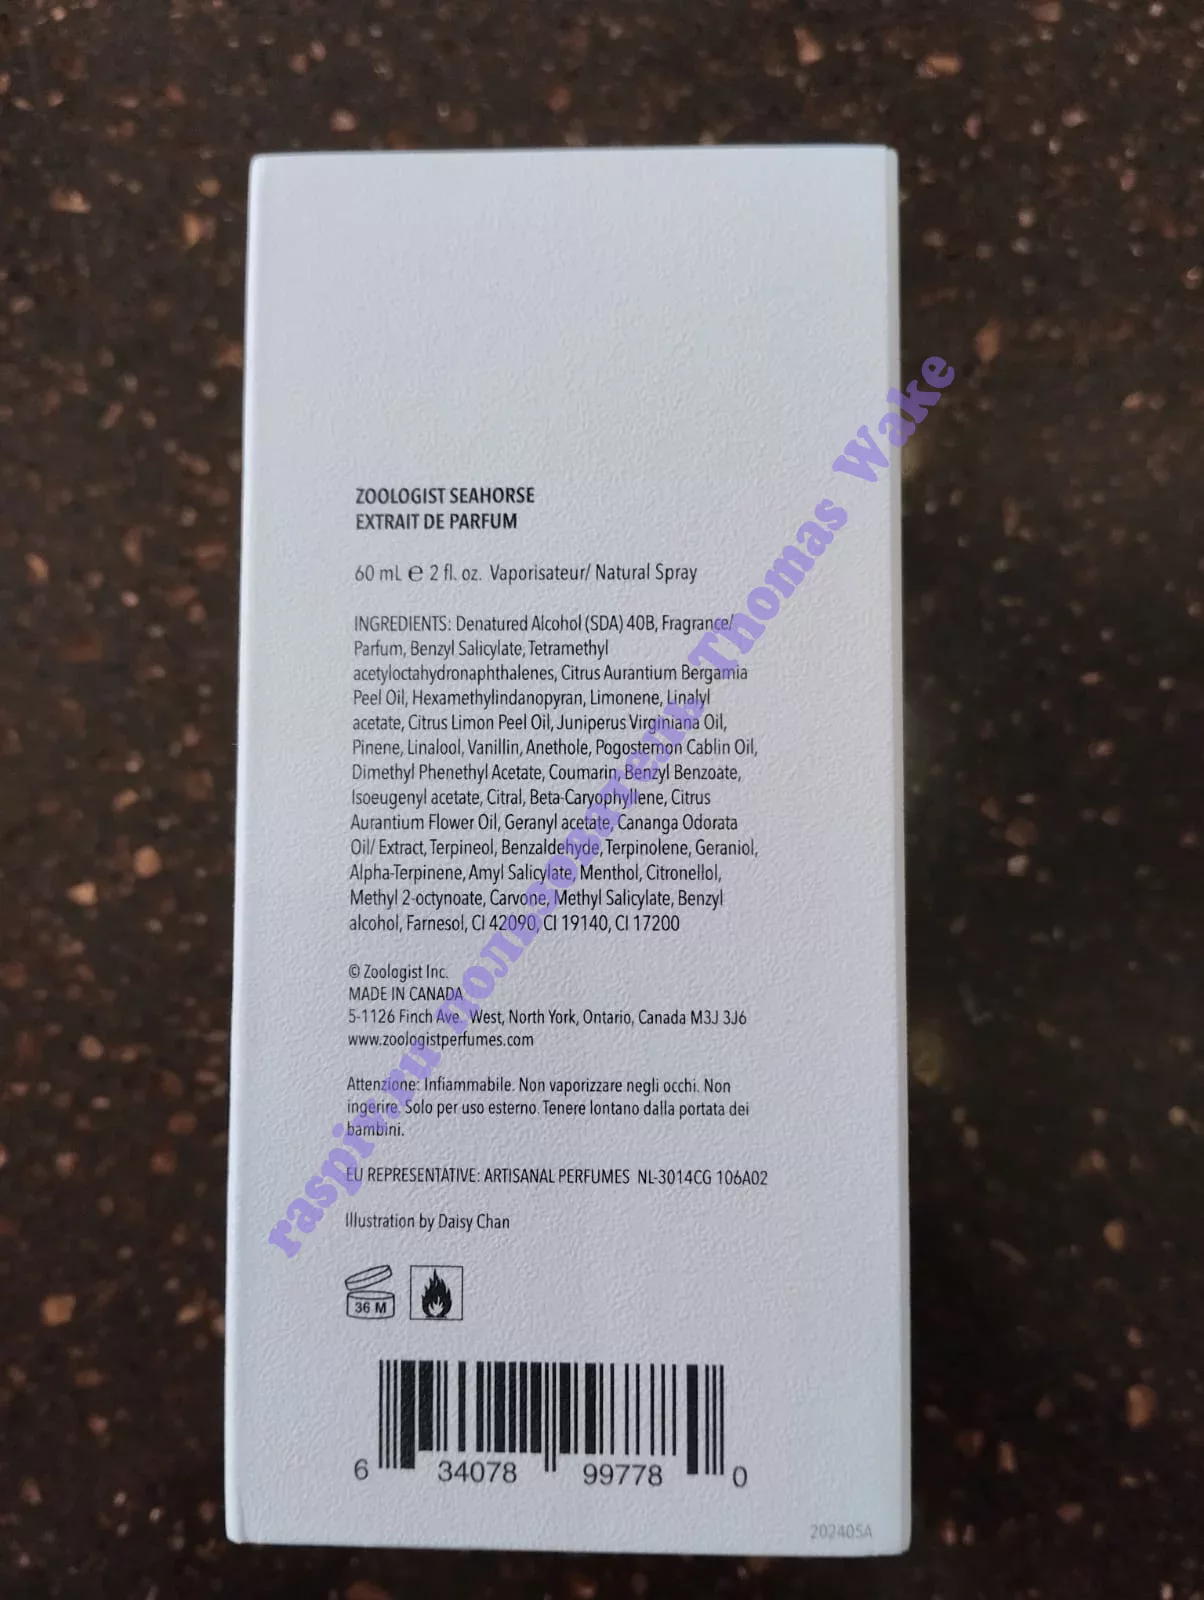 ZOOLOGIST SEAHORSE
EXTRAIT DE PARFUM
60 mL e 2 fl. oz. Vaporisateur/ Natural Spray
INGREDIENTS: Denatured Alcohol (SDA) 40B, Fragrance/
Parfum, Benzyl Salicylate, Tetramethyl
acetyloctahydronaphthalenes, Citrus Aurantium Bergamia
Peel Oil, Hexamethylindanopyran, Limonene, Linalyl
acetate, Citrus Limon Peel Oil, Juniperus Virginiana Oil,
Pinene, Linalool, Vanillin, Anethole, Pogostemon Cablin Oil,
Dimethyl Phenethyl Acetate, Coumarin, Benzyl Benzoate,
Isoeugenyl acetate, Citral, Beta-Caryophyllene, Citrus
Aurantium Flower Oil, Geranyl acetate, Cananga Odorata
Oil/ Extract, Terpineol, Benzaldehyde, Terpinolene, Geraniol,
Alpha-Terpinene, Amyl Salicylate, Menthol, Citronellol,
Methyl 2-octynoate, Carvone, Methyl Salicylate, Benzyl
alcohol, Farnesol, CI 42090, CI 19140, CI 17200
© Zoologist Inc.
MADE IN CANADA
5-1126 Finch Ave. West, North York, Ontario, Canada M3J 3J6
www.zoologistperfumes.com
Attenzione: Infiammabile. Non vaporizzare negli occhi. Non
ingerire. Solo per uso esterno. Tenere lontano dalla portata dei
bambini.
EU REPRESENTATIVE: ARTISANAL PERFUMES NL-3014CG 106A02
Illustration by Daisy Chan
36 M
6 34078 99778 0
202405A
raspiv.ru пользователь Thomas Wake